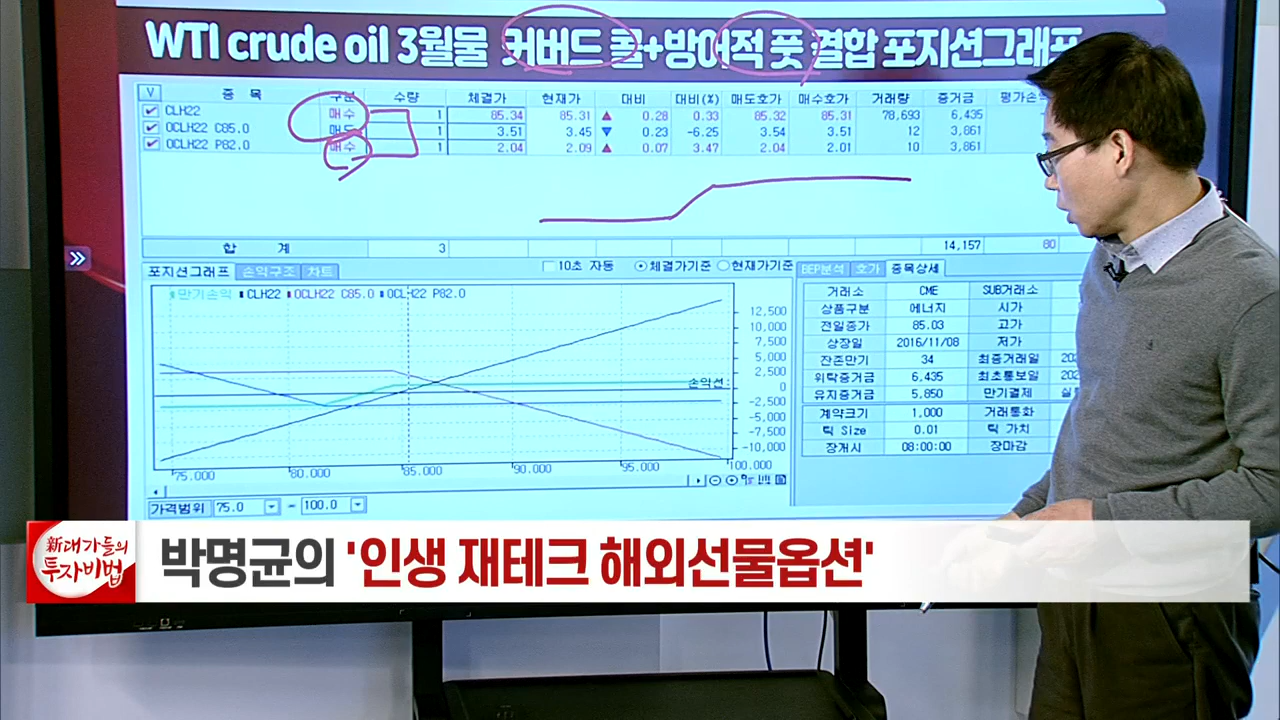 WTI crude oil 3월물 커버드 콜+방어적 풋 결합 포지션그래프
V 종 목 구분 수량 체결가 현재가 대비 대비(%) 매도호가 매수호가 거래량 증거금 평가손익
CLH22 매수 1 85.34 85.31 ▲ 0.28 0.33 85.32 85.31 78,693 6,435
OCLH22 C85.0 매도 1 3.51 3.45 ▼ 0.23 -6.25 3.54 3.51 12 3,861
OCLH22 P82.0 매수 1 2.04 2.09 ▲ 0.07 3.47 2.04 2.01 10 3,861
합 계 3 14,157 80
포지션그래프 손익구조 차트 10초 자동 체결가기준 현재가기준 BEP분석 호가 종목상세
만기손익 CLH22 OCLH22 C85.0 OCLH22 P82.0
12,500
10,000
7,500
5,000
2,500
0
-2,500
-5,000
-7,500
-10,000
손익선:
75.000 80.000 85.000 90.000 95.000 100.000
가격범위 75.0 ~ 100.0
거래소 CME SUB거래소
상품구분 에너지 시가
전일종가 85.03 고가
상장일 2016/11/08 저가
잔존만기 34 최종거래일
위탁증거금 6,435 최초통보일
유지증거금 5,850 만기결제
계약크기 1,000 거래통화
틱 Size 0.01 틱 가치
장개시 08:00:00 장마감
新대가들의
투자비법
박명균의 '인생 재테크 해외선물옵션'